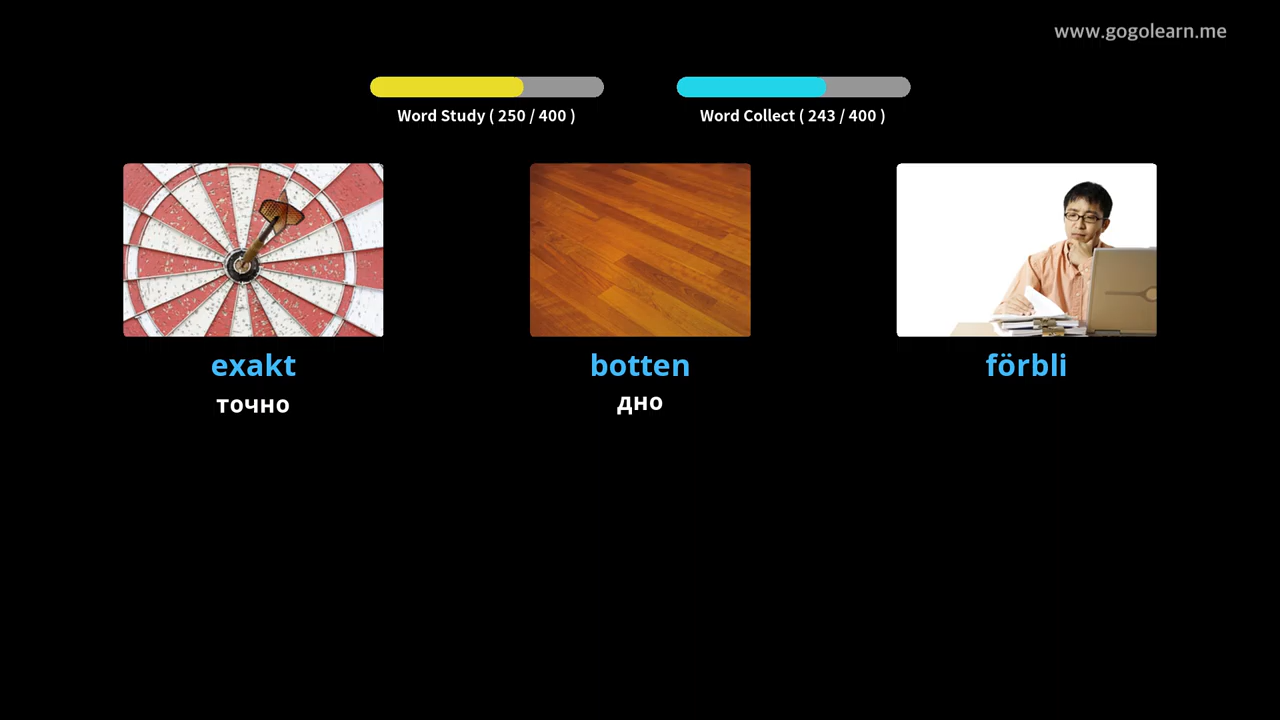 www.gogolearn.me
Word Study ( 250 / 400 )
Word Collect ( 243 / 400 )
exakt
botten
förbli
точно
дно